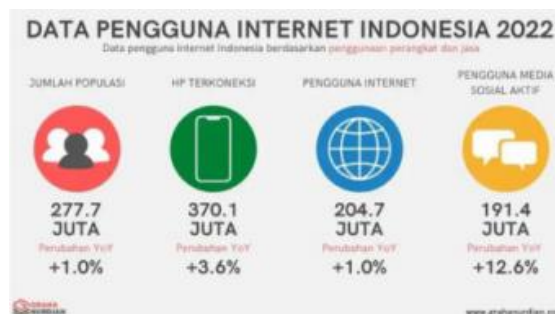 DATA PENGGUNA INTERNET INDONESIA 2022
Data pengguna internet Indonesia berdasarkan penggunaan perangkat dan jasa
JUMLAH POPULASI
HP TERKONEKSI
PENGGUNA INTERNET
PENGGUNA MEDIA
SOSIAL AKTIF
277.7
JUTA
Perubahan YoY
+1.0%
370.1
JUTA
Perubahan YoY
+3.6%
204.7
JUTA
Perubahan YoY
+1.0%
191.4
JUTA
Perubahan YoY
+12.6%
GRAHA
NURDIAN